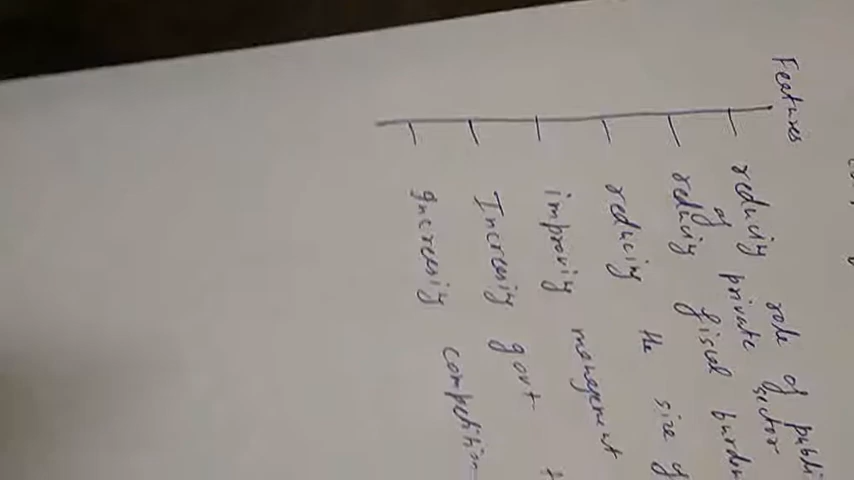 Features
reducing role of publi
of private sector
reducing fiscal burden
reducing the size of
improving management
Increasing govt
Increasing competition